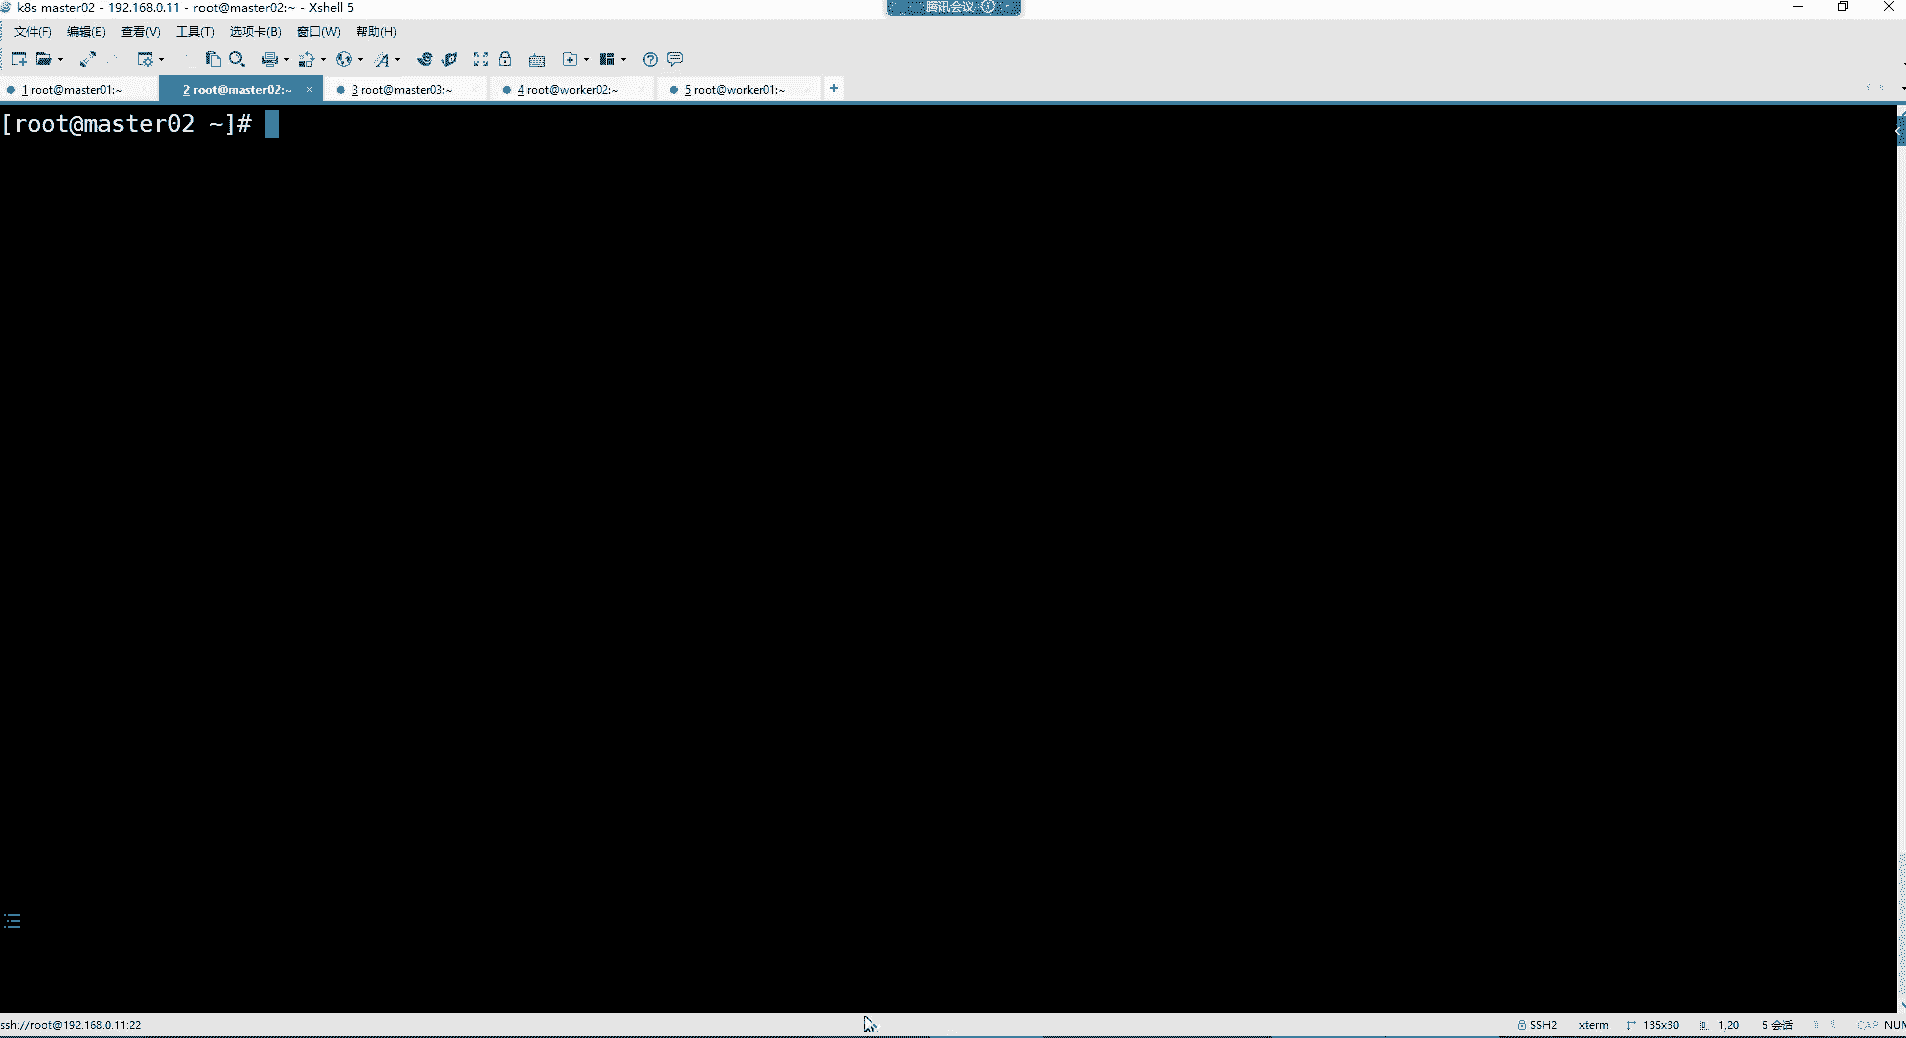 k8s master02 - 192.168.0.11 - root@master02:~ - Xshell 5
腾讯会议
文件(F) 编辑(E) 查看(V) 工具(T) 选项卡(B) 窗口(W) 帮助(H)
1 root@master01:~ 2 root@master02:~ × 3 root@master03:~ 4 root@worker02:~ 5 root@worker01:~ +
[root@master02 ~]#
ssh://root@192.168.0.11:22 SSH2 xterm 135x30 1,20 5 会话 CAP NUM